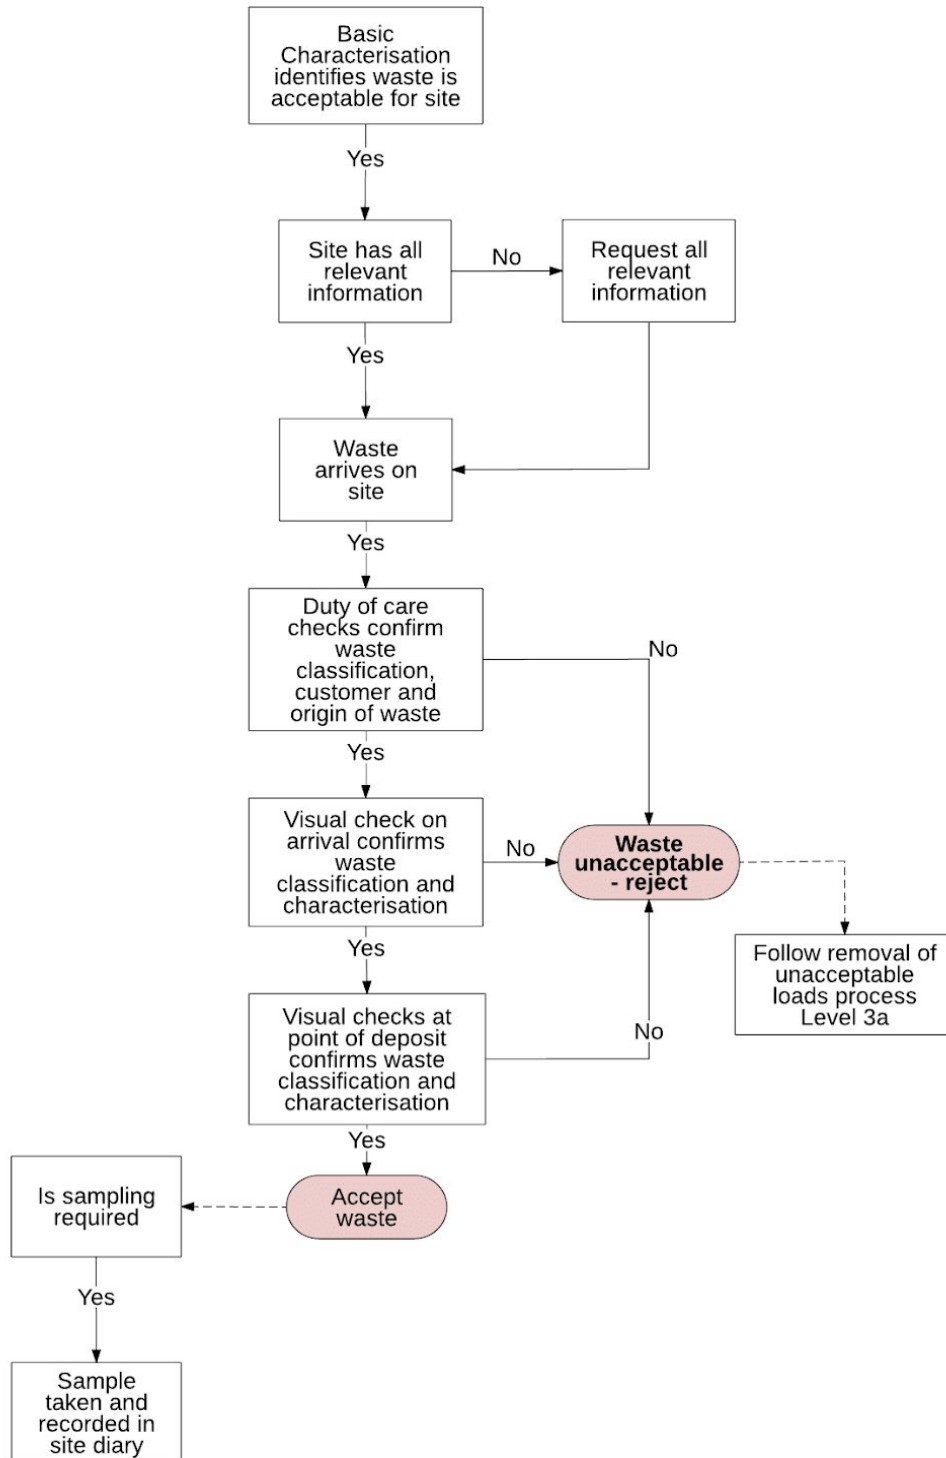 Basic
Characterisation
identifies waste is
acceptable for site
Yes
Site has all
relevant
information
No
Request all
relevant
information
Yes
Waste
arrives on
site
Yes
Duty of care
checks confirm
waste
classification,
customer and
origin of waste
No
Yes
Visual check on
arrival confirms
waste
classification and
characterisation
No
Waste
unacceptable
- reject
Yes
Follow removal of
unacceptable
loads process
Level 3a
Visual checks at
point of deposit
confirms waste
classification and
characterisation
No
Yes
Accept
waste
Is sampling
required
Yes
Sample
taken and
recorded in
site diary